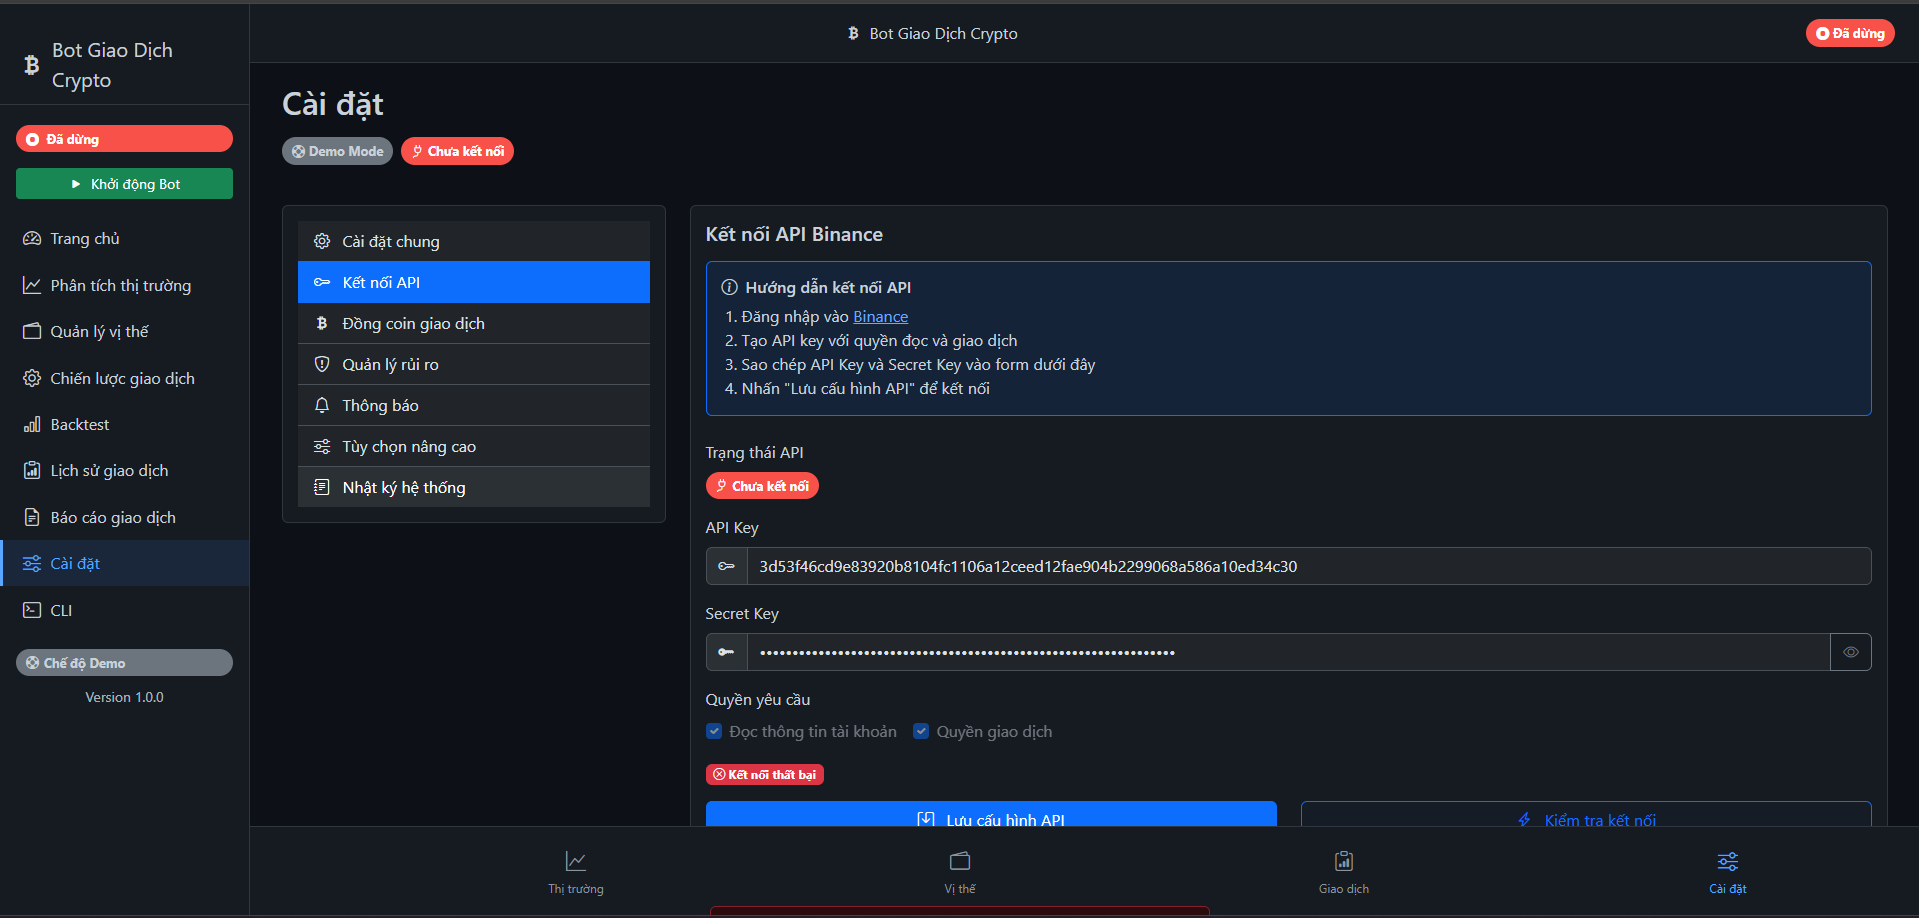 Bot Giao Dịch
Crypto
Đã dừng
Khởi động Bot
Trang chủ
Phân tích thị trường
Quản lý vị thế
Chiến lược giao dịch
Backtest
Lịch sử giao dịch
Báo cáo giao dịch
Cài đặt
CLI
Chế độ Demo
Version 1.0.0
Bot Giao Dịch Crypto
Đã dừng
Cài đặt
Demo Mode
Chưa kết nối
Cài đặt chung
Kết nối API
Đồng coin giao dịch
Quản lý rủi ro
Thông báo
Tùy chọn nâng cao
Nhật ký hệ thống
Kết nối API Binance
Hướng dẫn kết nối API
1. Đăng nhập vào Binance
2. Tạo API key với quyền đọc và giao dịch
3. Sao chép API Key và Secret Key vào form dưới đây
4. Nhấn "Lưu cấu hình API" để kết nối
Trạng thái API
Chưa kết nối
API Key
3d53f46cd9e83920b8104fc1106a12ceed12fae904b2299068a586a10ed34c30
Secret Key
••••••••••••••••••••••••••••••••••••••••••••••••••••••••••••••••
Quyền yêu cầu
Đọc thông tin tài khoản Quyền giao dịch
Kết nối thất bại
Lưu cấu hình API
Kiểm tra kết nối
Thị trường
Vị thế
Giao dịch
Cài đặt